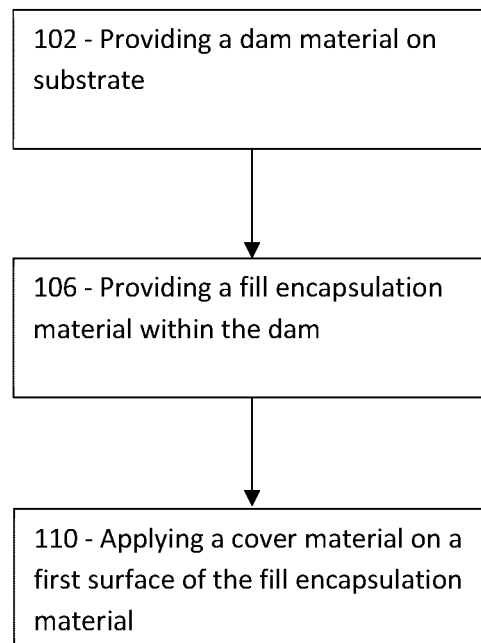 102 - Providing a dam material on
substrate
106 - Providing a fill encapsulation
material within the dam
110 - Applying a cover material on a
first surface of the fill encapsulation
material